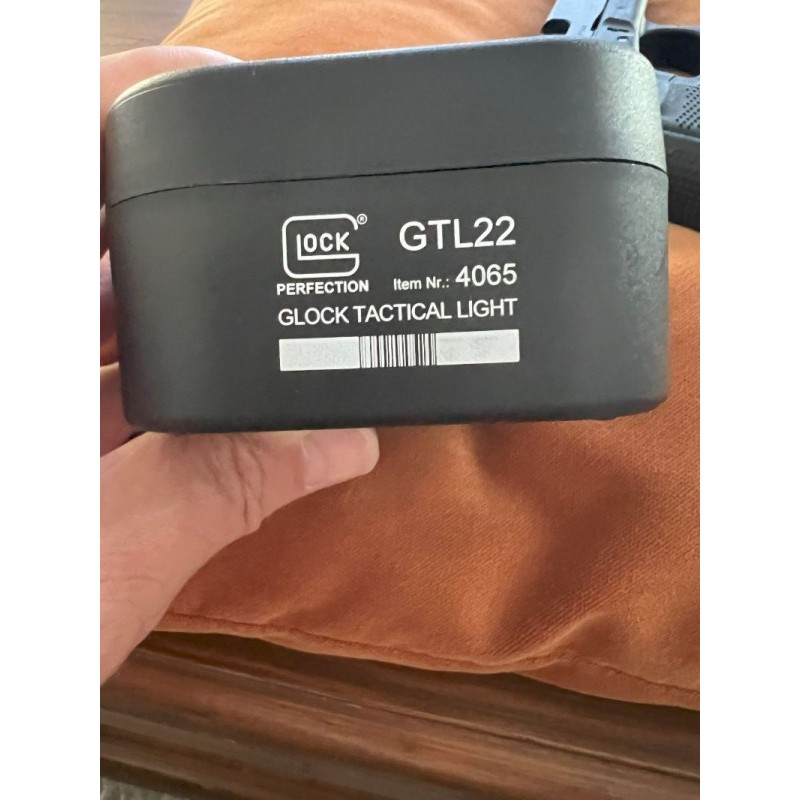 GLOCK® GTL22
PERFECTION Item Nr.: 4065
GLOCK TACTICAL LIGHT